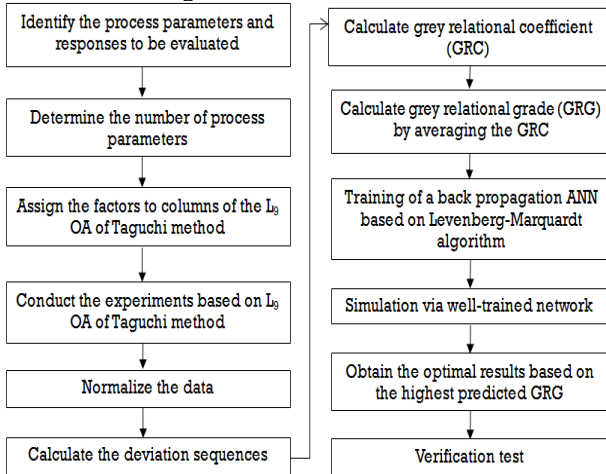 Identify the process parameters and
responses to be evaluated
Determine the number of process
parameters
Assign the factors to columns of the L₉
OA of Taguchi method
Conduct the experiments based on L₉
OA of Taguchi method
Normalize the data
Calculate the deviation sequences
Calculate grey relational coefficient
(GRC)
Calculate grey relational grade (GRG)
by averaging the GRC
Training of a back propagation ANN
based on Levenberg-Marquardt
algorithm
Simulation via well-trained network
Obtain the optimal results based on
the highest predicted GRG
Verification test